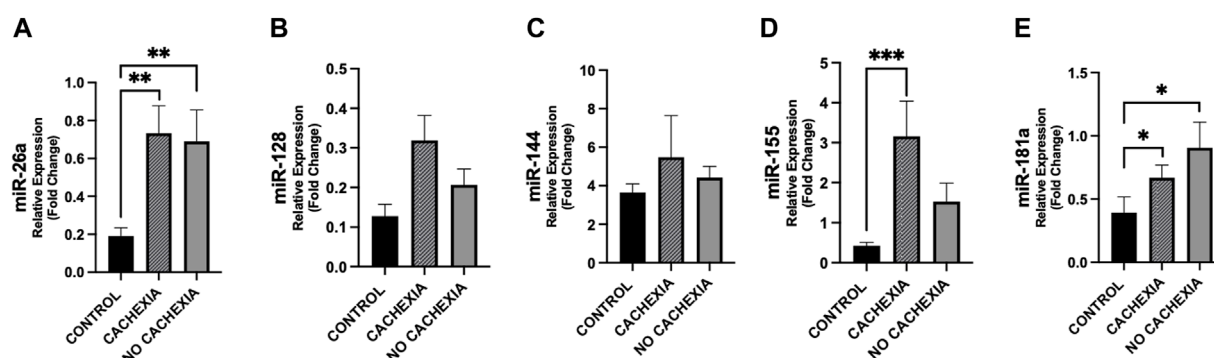 A
miR-26a
Relative Expression
(Fold Change)
1.0
0.8
0.6
0.4
0.2
0.0
**
**
CONTROL
CACHEXIA
NO CACHEXIA
B
miR-128
Relative Expression
(Fold Change)
0.5
0.4
0.3
0.2
0.1
0.0
CONTROL
CACHEXIA
NO CACHEXIA
C
miR-144
Relative Expression
(Fold Change)
10
8
6
4
2
0
CONTROL
CACHEXIA
NO CACHEXIA
D
miR-155
Relative Expression
(Fold Change)
5
4
3
2
1
0
***
CONTROL
CACHEXIA
NO CACHEXIA
E
miR-181a
Relative Expression
(Fold Change)
1.5
1.0
0.5
0.0
*
*
CONTROL
CACHEXIA
NO CACHEXIA